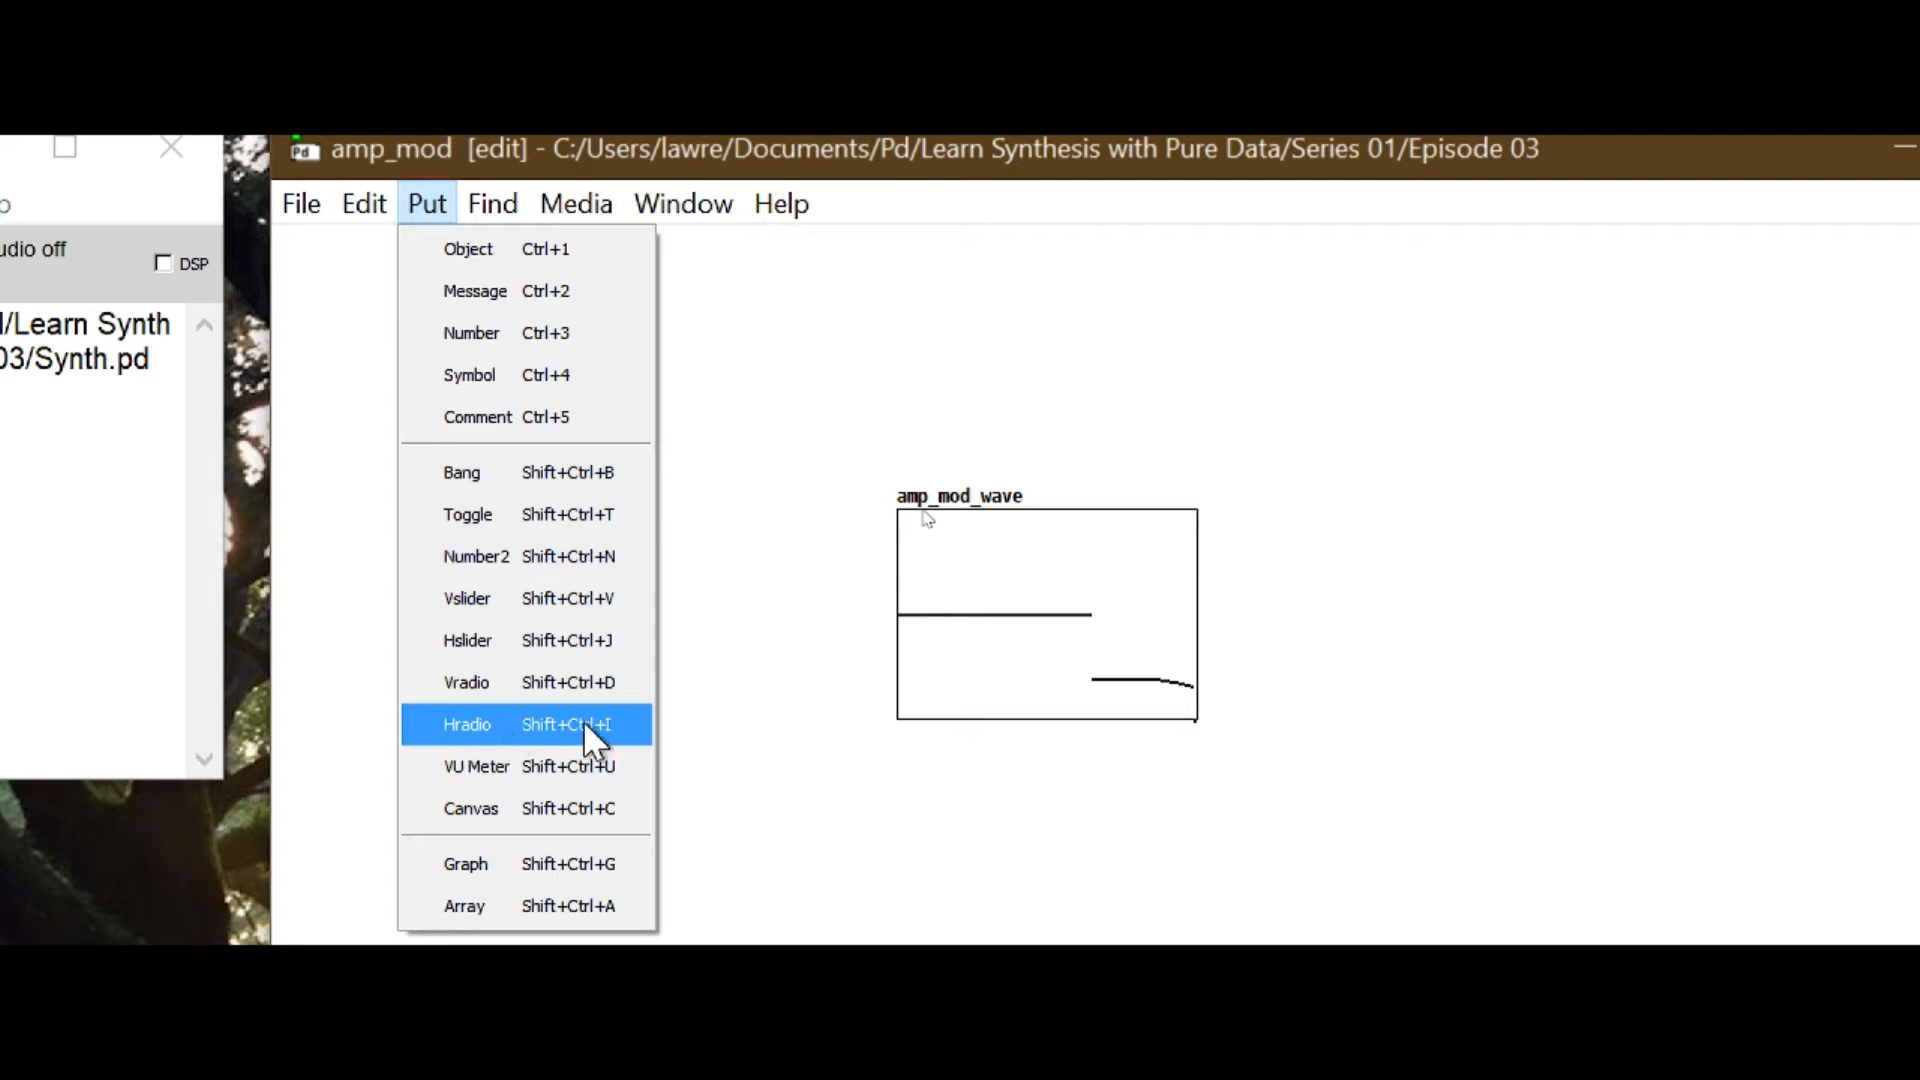 amp_mod [edit] - C:/Users/lawre/Documents/Pd/Learn Synthesis with Pure Data/Series 01/Episode 03
File Edit Put Find Media Window Help
udio off
DSP
l/Learn Synth
03/Synth.pd
Object Ctrl+1
Message Ctrl+2
Number Ctrl+3
Symbol Ctrl+4
Comment Ctrl+5
Bang Shift+Ctrl+B
Toggle Shift+Ctrl+T
Number2 Shift+Ctrl+N
Vslider Shift+Ctrl+V
Hslider Shift+Ctrl+J
Vradio Shift+Ctrl+D
Hradio Shift+Ctrl+I
VU Meter Shift+Ctrl+U
Canvas Shift+Ctrl+C
Graph Shift+Ctrl+G
Array Shift+Ctrl+A
amp_mod_wave